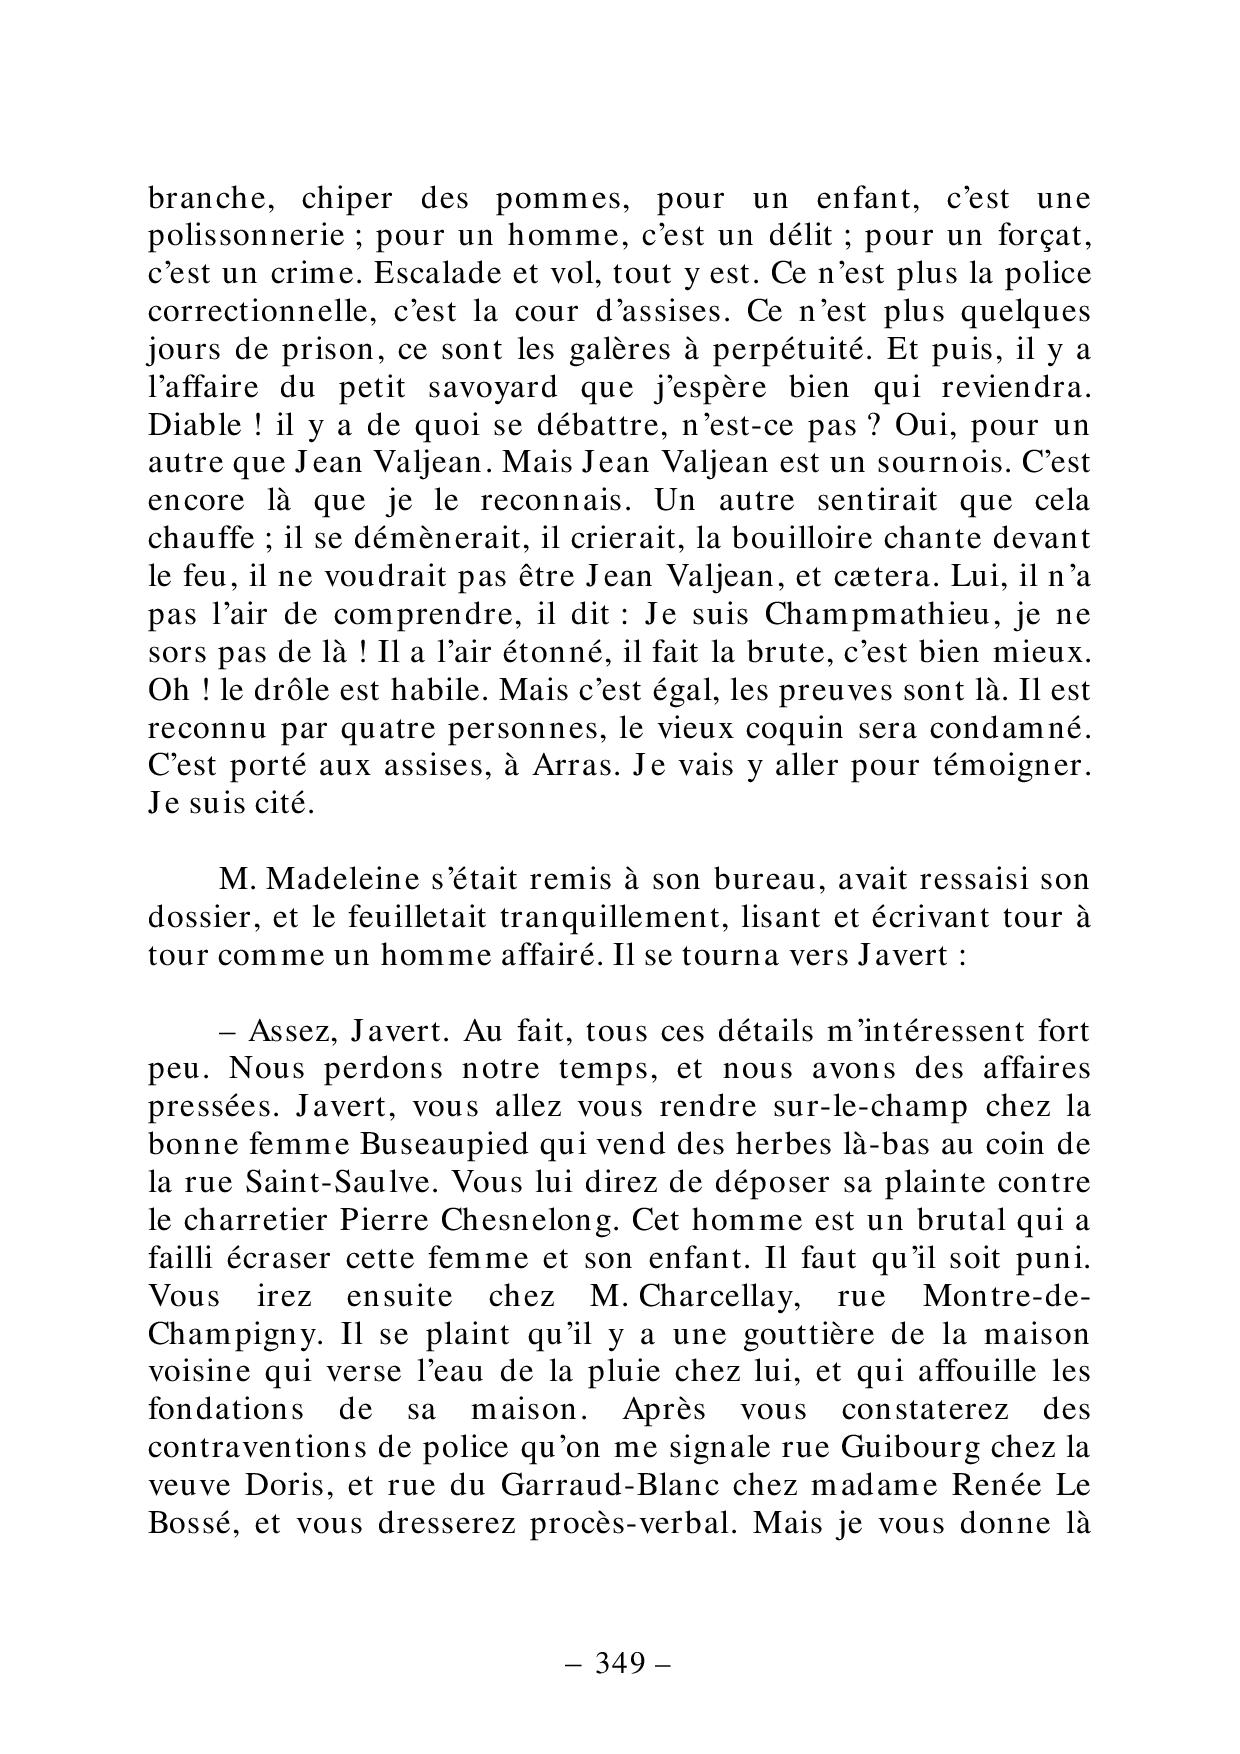 branche, chiper des pommes, pour un enfant, c’est une
polissonnerie ; pour un homme, c’est un délit ; pour un forçat,
c’est un crime. Escalade et vol, tout y est. Ce n’est plus la police
correctionnelle, c’est la cour d’assises. Ce n’est plus quelques
jours de prison, ce sont les galères à perpétuité. Et puis, il y a
l’affaire du petit savoyard que j’espère bien qui reviendra.
Diable ! il y a de quoi se débattre, n’est-ce pas ? Oui, pour un
autre que Jean Valjean. Mais Jean Valjean est un sournois. C’est
encore là que je le reconnais. Un autre sentirait que cela
chauffe ; il se démènerait, il crierait, la bouilloire chante devant
le feu, il ne voudrait pas être Jean Valjean, et cætera. Lui, il n’a
pas l’air de comprendre, il dit : Je suis Champmathieu, je ne
sors pas de là ! Il a l’air étonné, il fait la brute, c’est bien mieux.
Oh ! le drôle est habile. Mais c’est égal, les preuves sont là. Il est
reconnu par quatre personnes, le vieux coquin sera condamné.
C’est porté aux assises, à Arras. Je vais y aller pour témoigner.
Je suis cité.
M. Madeleine s’était remis à son bureau, avait ressaisi son
dossier, et le feuilletait tranquillement, lisant et écrivant tour à
tour comme un homme affairé. Il se tourna vers Javert :
– Assez, Javert. Au fait, tous ces détails m’intéressent fort
peu. Nous perdons notre temps, et nous avons des affaires
pressées. Javert, vous allez vous rendre sur-le-champ chez la
bonne femme Buseaupied qui vend des herbes là-bas au coin de
la rue Saint-Saulve. Vous lui direz de déposer sa plainte contre
le charretier Pierre Chesnelong. Cet homme est un brutal qui a
failli écraser cette femme et son enfant. Il faut qu’il soit puni.
Vous irez ensuite chez M. Charcellay, rue Montre-de-
Champigny. Il se plaint qu’il y a une gouttière de la maison
voisine qui verse l’eau de la pluie chez lui, et qui affouille les
fondations de sa maison. Après vous constaterez des
contraventions de police qu’on me signale rue Guibourg chez la
veuve Doris, et rue du Garraud-Blanc chez madame Renée Le
Bossé, et vous dresserez procès-verbal. Mais je vous donne là
– 349 –